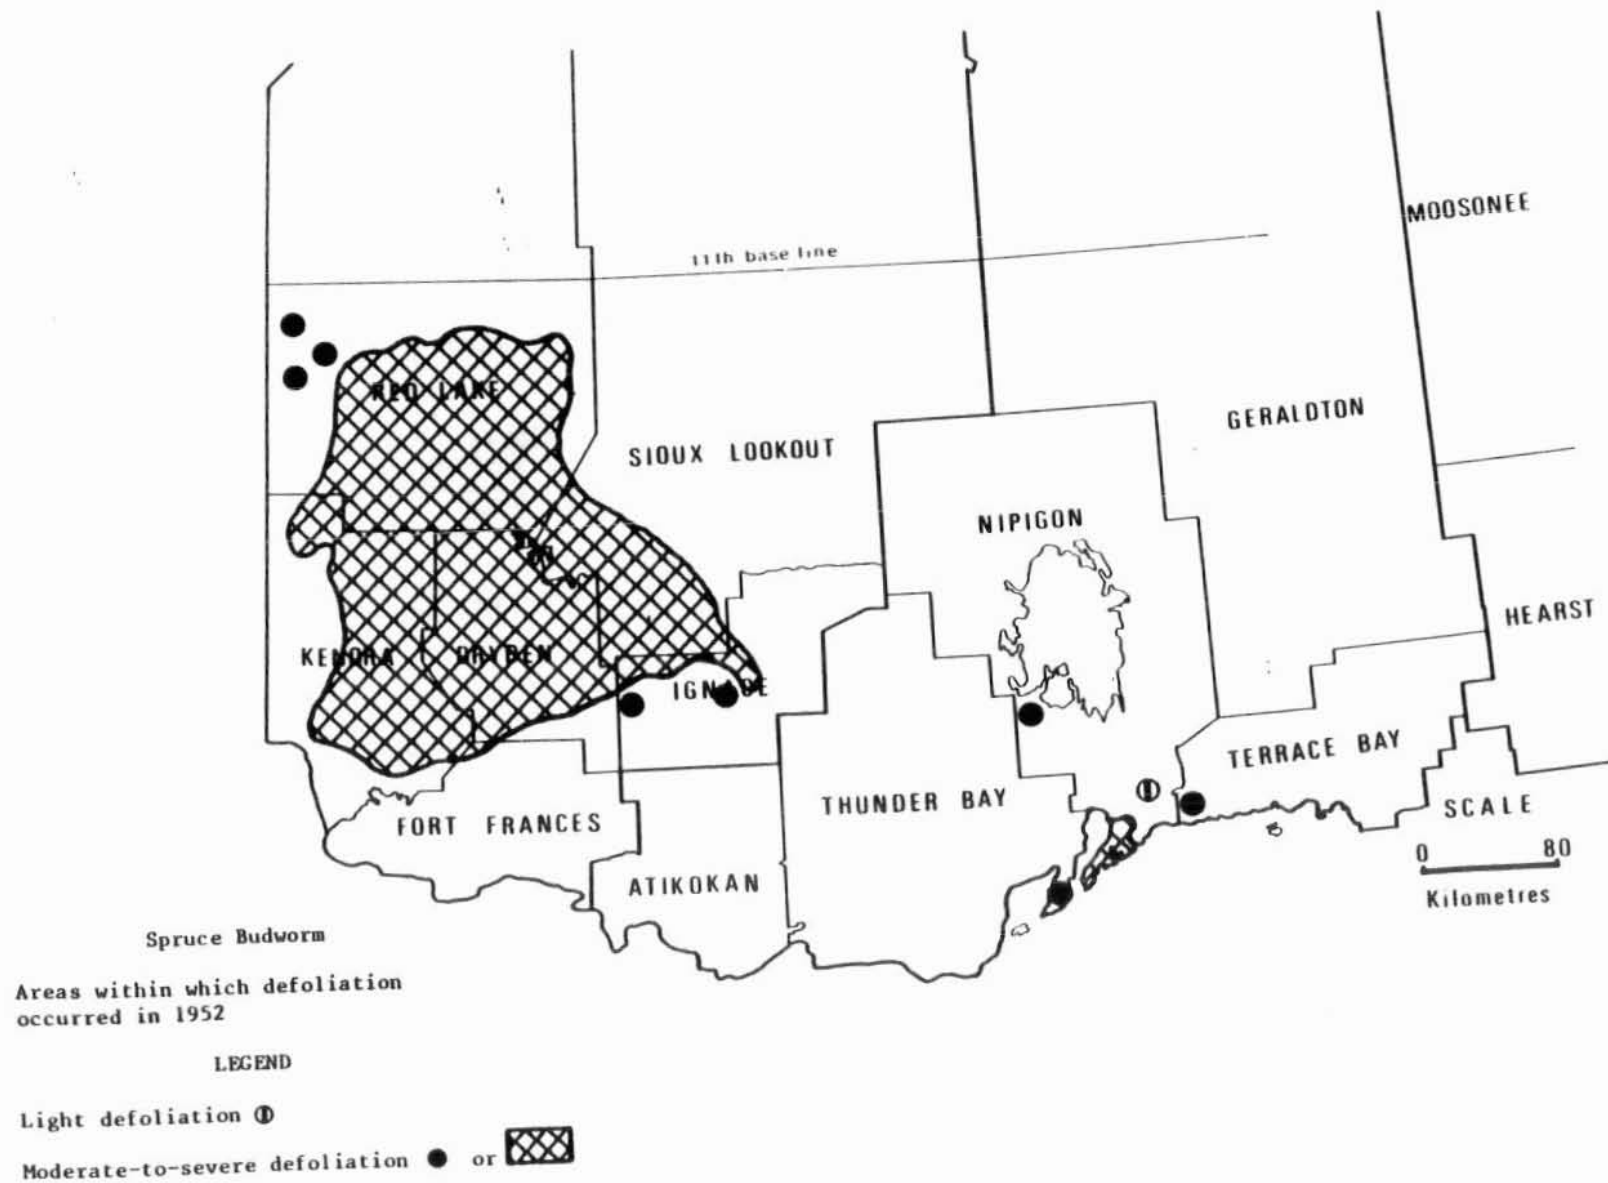 11th base line
MOOSONEE
RED LAKE
GERALDTON
SIOUX LOOKOUT
NIPIGON
HEARST
KENORA
DRYDEN
IGNACE
TERRACE BAY
THUNDER BAY
SCALE
FORT FRANCES
0 80
ATIKOKAN
Kilometres
Spruce Budworm
Areas within which defoliation
occurred in 1952
LEGEND
Light defoliation
Moderate-to-severe defoliation or